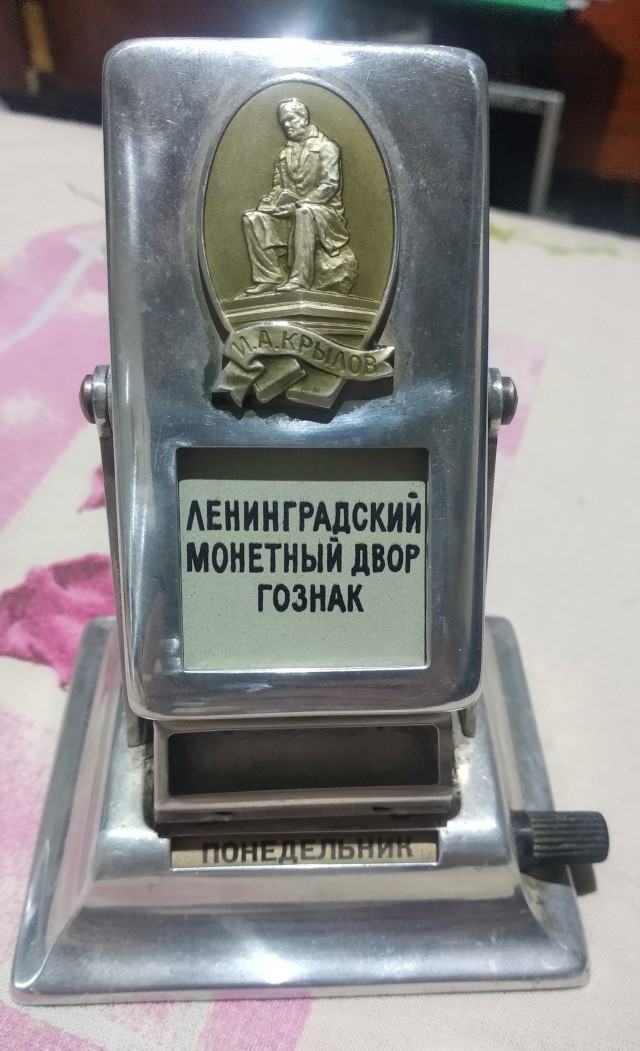 И.А.КРЫЛОВ
ЛЕНИНГРАДСКИЙ
МОНЕТНЫЙ ДВОР
ГОЗНАК
ПОНЕДЕЛЬНИК